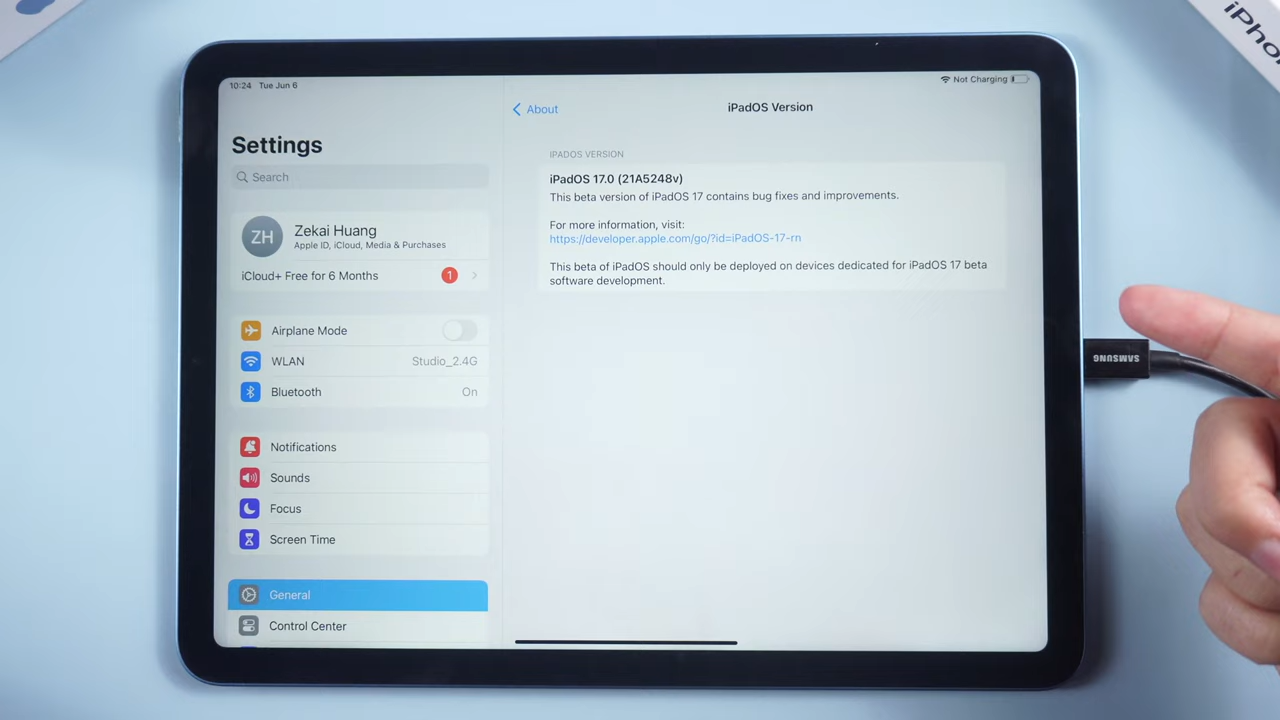 iPho
10:24 Tue Jun 6
Not Charging
Settings
Search
ZH
Zekai Huang
Apple ID, iCloud, Media & Purchases
iCloud+ Free for 6 Months 1
Airplane Mode
WLAN Studio_2.4G
Bluetooth On
Notifications
Sounds
Focus
Screen Time
General
Control Center
About
iPadOS Version
IPADOS VERSION
iPadOS 17.0 (21A5248v)
This beta version of iPadOS 17 contains bug fixes and improvements.
For more information, visit:
https://developer.apple.com/go/?id=iPadOS-17-rn
This beta of iPadOS should only be deployed on devices dedicated for iPadOS 17 beta
software development.
SAMSUNG